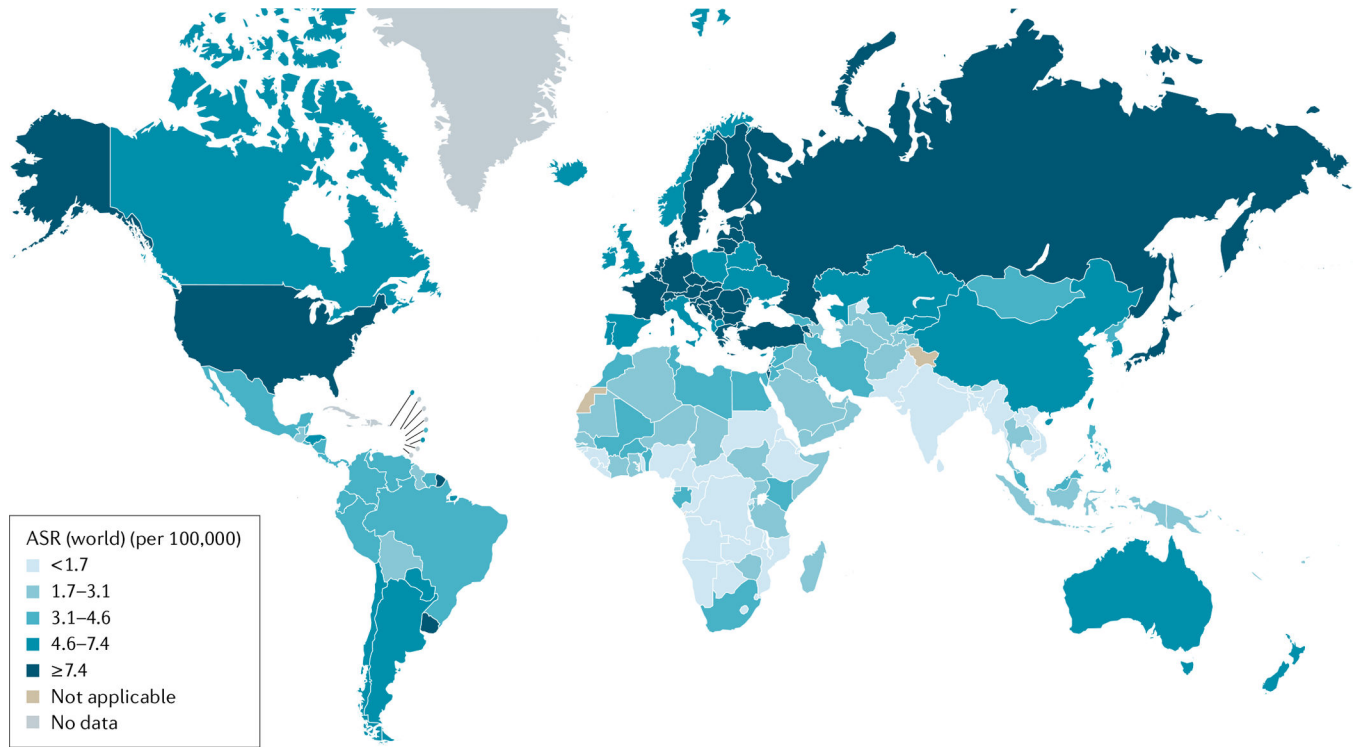 ASR (world) (per 100,000)
<1.7
1.7–3.1
3.1–4.6
4.6–7.4
≥7.4
Not applicable
No data